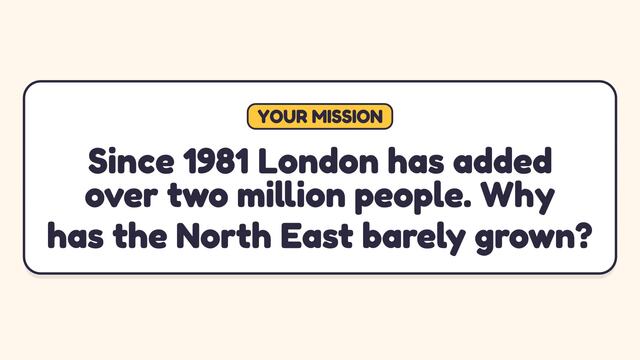 YOUR MISSION
Since 1981 London has added
over two million people. Why
has the North East barely grown?